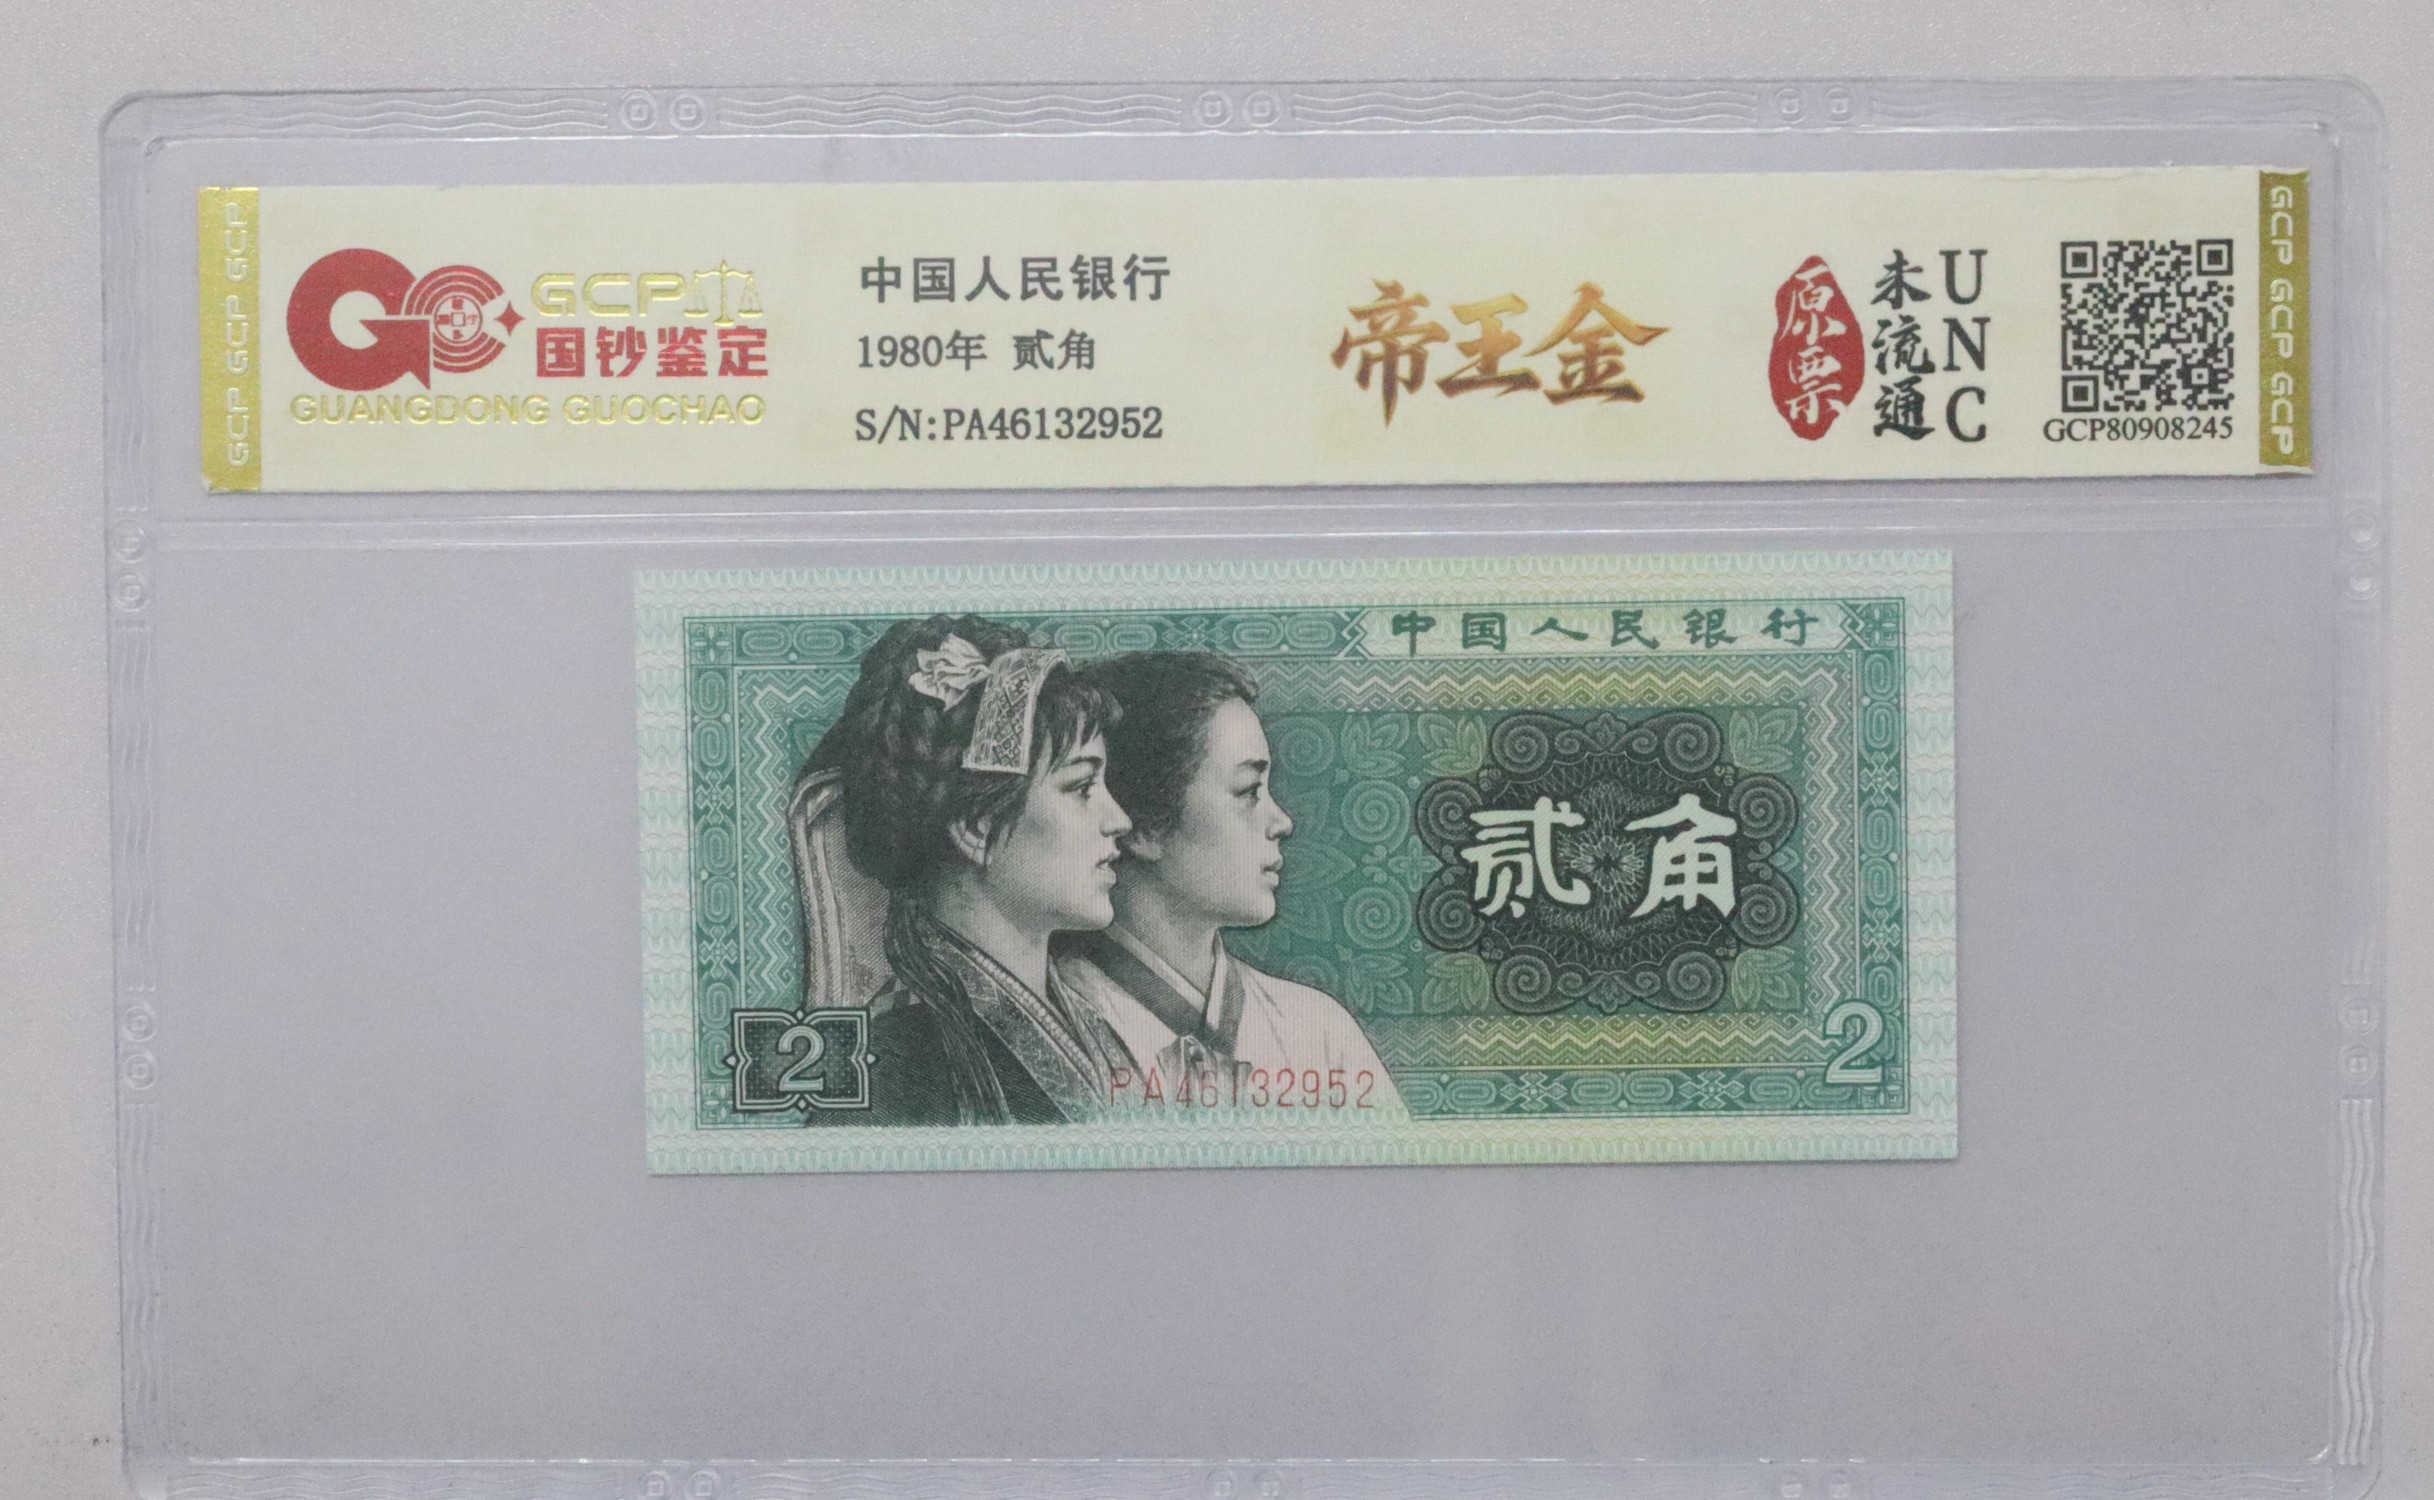 GCP GCP GCP
GCP
国钞鉴定
GUANGDONG GUOCHAO
中国人民银行
1980年 贰角
S/N:PA46132952
帝王金
原票
未流通
UNC
GCP80908245
GCP GCP GCP
中国人民银行
贰角
2
2
PA46132952